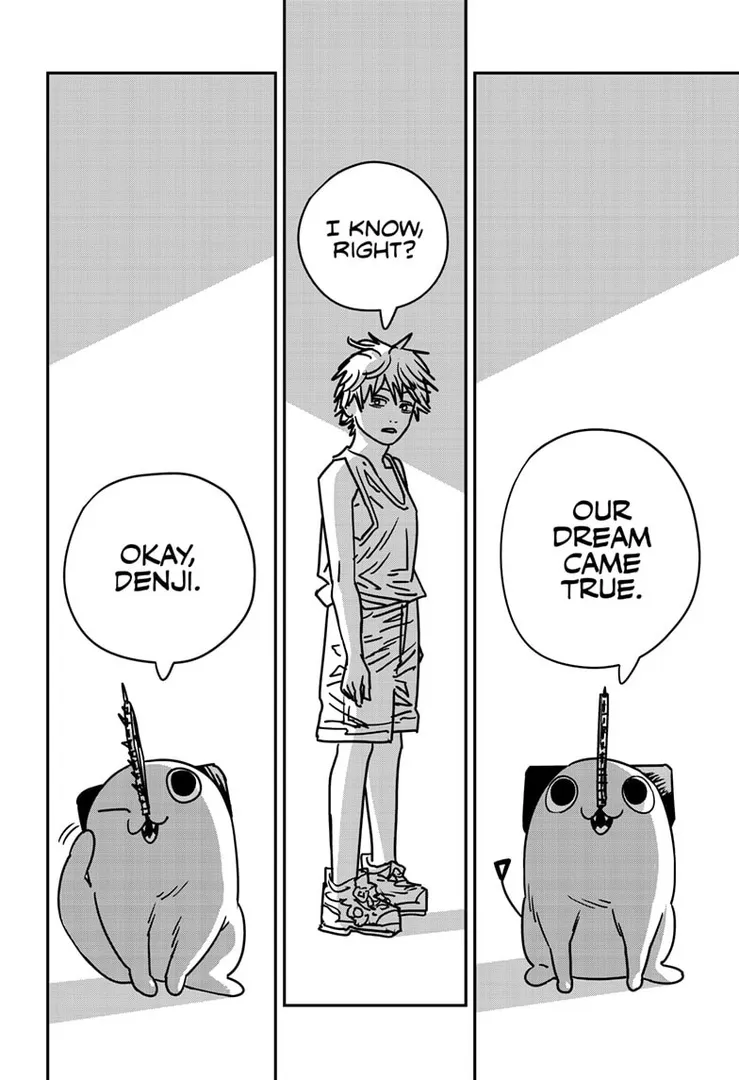 OUR
DREAM
CAME
TRUE.
I KNOW,
RIGHT?
OKAY,
DENJI.